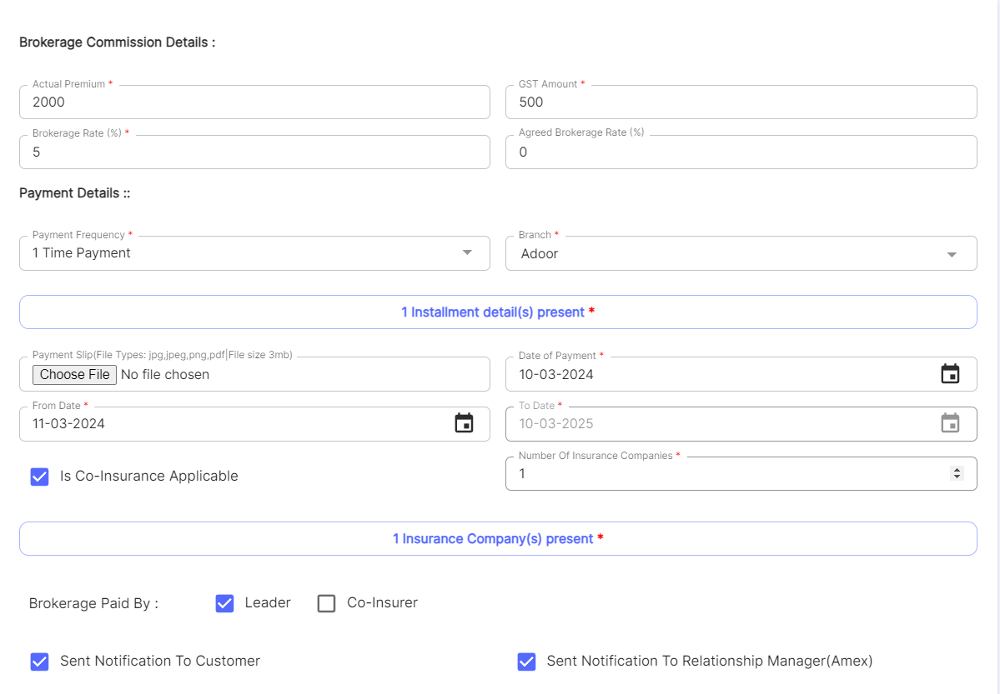 Brokerage Commission Details :
Actual Premium *
2000
GST Amount *
500
Brokerage Rate (%) *
5
Agreed Brokerage Rate (%)
0
Payment Details ::
Payment Frequency *
1 Time Payment
Branch *
Adoor
1 Installment detail(s) present *
Payment Slip(File Types: jpg,jpeg,png,pdf|File size 3mb)
Choose File No file chosen
Date of Payment *
10-03-2024
From Date *
11-03-2024
To Date *
10-03-2025
Is Co-Insurance Applicable
Number Of Insurance Companies *
1
1 Insurance Company(s) present *
Brokerage Paid By : Leader Co-Insurer
Sent Notification To Customer
Sent Notification To Relationship Manager(Amex)